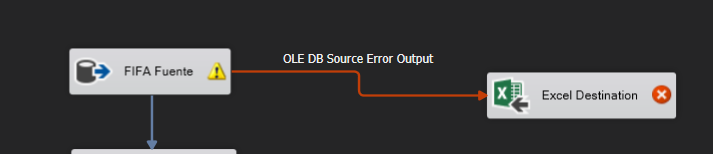 OLE DB Source Error Output
FIFA Fuente
Excel Destination